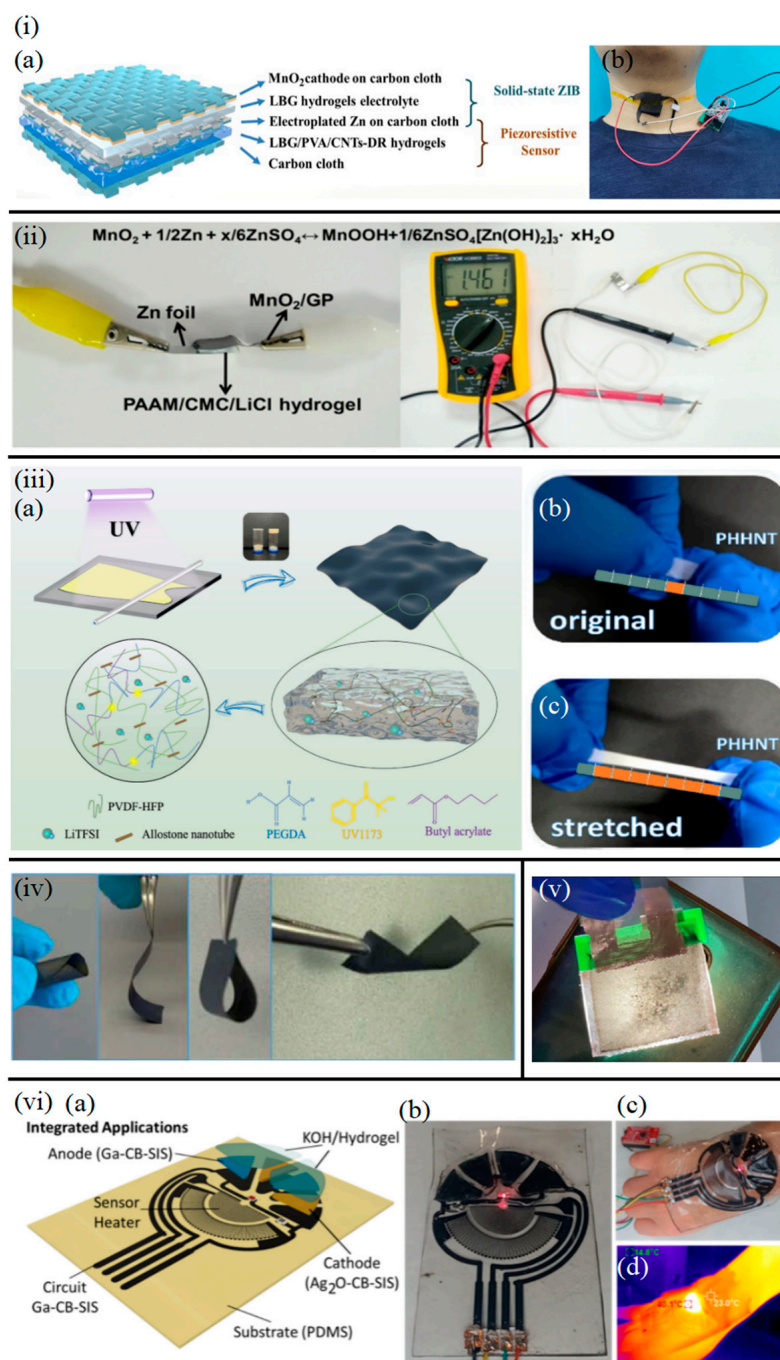 (i)
(a)
MnO₂ cathode on carbon cloth
LBG hydrogels electrolyte
Electroplated Zn on carbon cloth
LBG/PVA/CNTs-DR hydrogels
Carbon cloth
Solid-state ZIB
Piezoresistive
Sensor
(b)
(ii)
MnO₂ + 1/2Zn + x/6ZnSO₄ ↔ MnOOH+1/6ZnSO₄[Zn(OH)₂]₃· xH₂O
Zn foil
MnO₂/GP
PAAM/CMC/LiCl hydrogel
1.461
(iii)
(a)
UV
PVDF-HFP
LiTFSI
Allostone nanotube
PEGDA
UV1173
Butyl acrylate
(b)
PHHNT
original
(c)
PHHNT
stretched
(iv)
(v)
(vi)
(a)
Integrated Applications
Anode (Ga-CB-SIS)
KOH/Hydrogel
Sensor
Heater
Cathode
(Ag₂O-CB-SIS)
Circuit
Ga-CB-SIS
Substrate (PDMS)
(b)
(c)
(d)
23.0°C